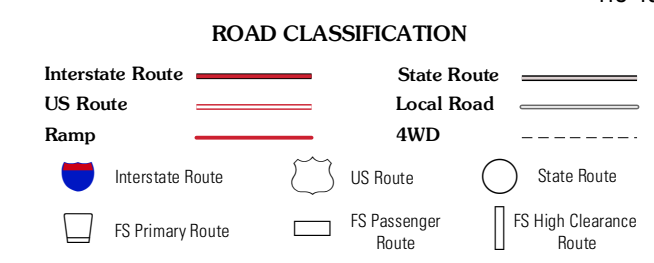 ROAD CLASSIFICATION
Interstate Route
State Route
US Route
Local Road
Ramp
4WD
Interstate Route
US Route
State Route
FS Primary Route
FS Passenger
Route
FS High Clearance
Route